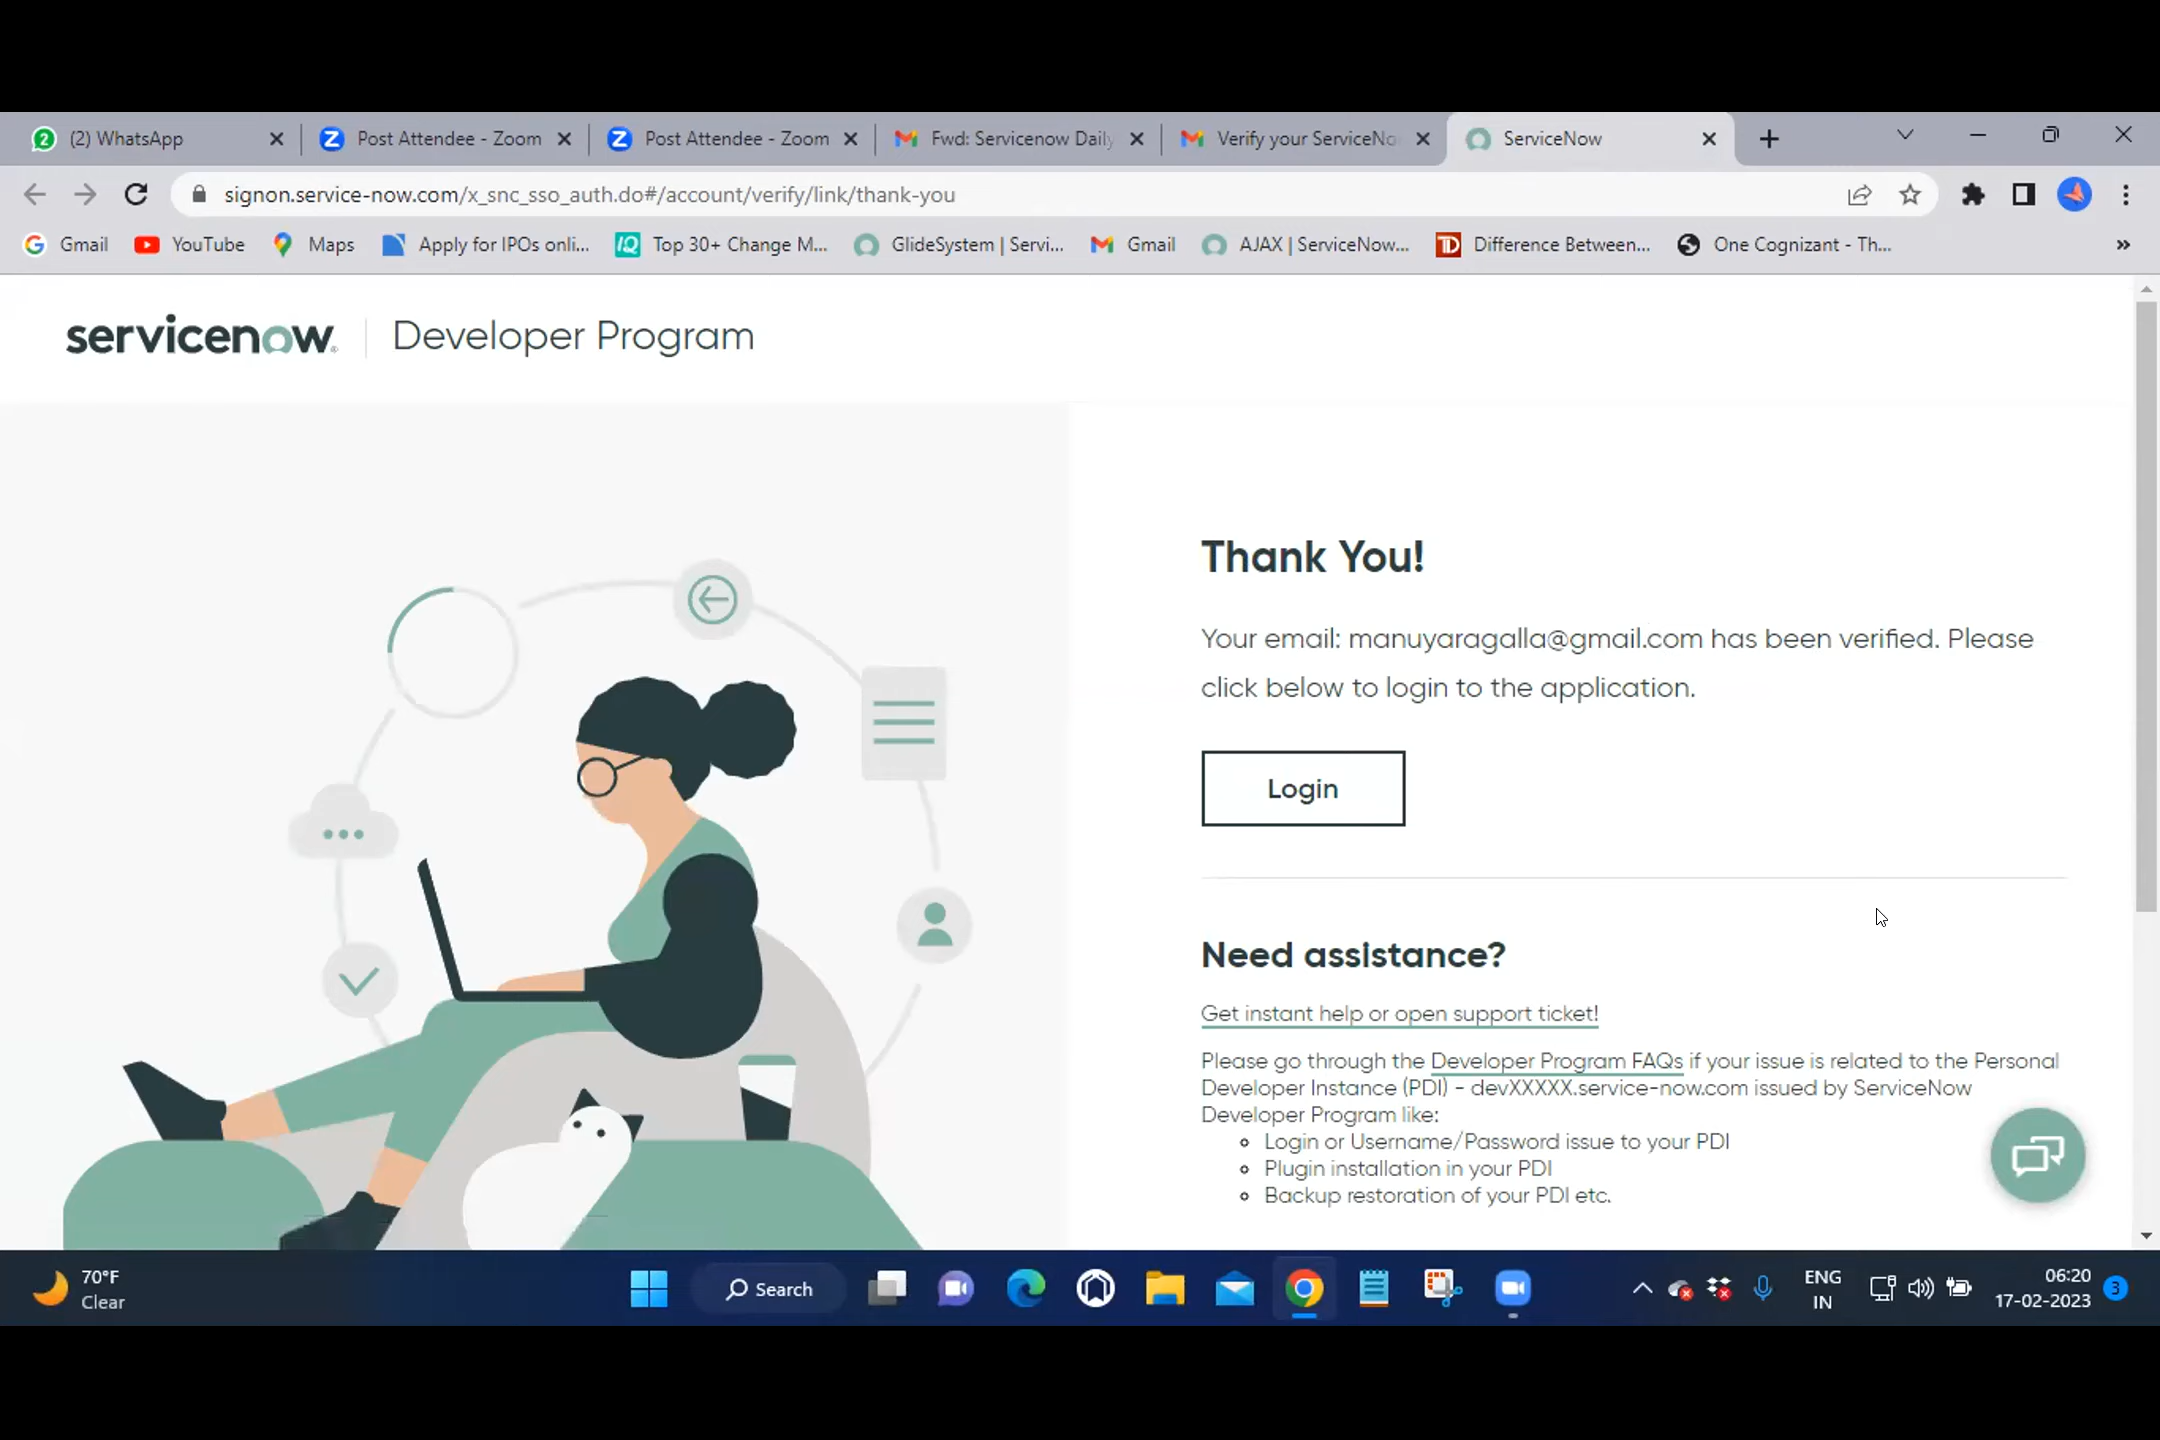 2 (2) WhatsApp Post Attendee - Zoom Post Attendee - Zoom Fwd: Servicenow Daily Verify your ServiceNo ServiceNow
signon.service-now.com/x_snc_sso_auth.do#/account/verify/link/thank-you
Gmail YouTube Maps Apply for IPOs onli... IQ Top 30+ Change M... GlideSystem | Servi... Gmail AJAX | ServiceNow... TD Difference Between... One Cognizant - Th... »
servicenow. Developer Program
Thank You!
Your email: manuyaragalla@gmail.com has been verified. Please
click below to login to the application.
Login
Need assistance?
Get instant help or open support ticket!
Please go through the Developer Program FAQs if your issue is related to the Personal
Developer Instance (PDI) - devXXXXX.service-now.com issued by ServiceNow
Developer Program like:
Login or Username/Password issue to your PDI
Plugin installation in your PDI
Backup restoration of your PDI etc.
70°F
Clear
Search
ENG
IN
06:20
17-02-2023
3